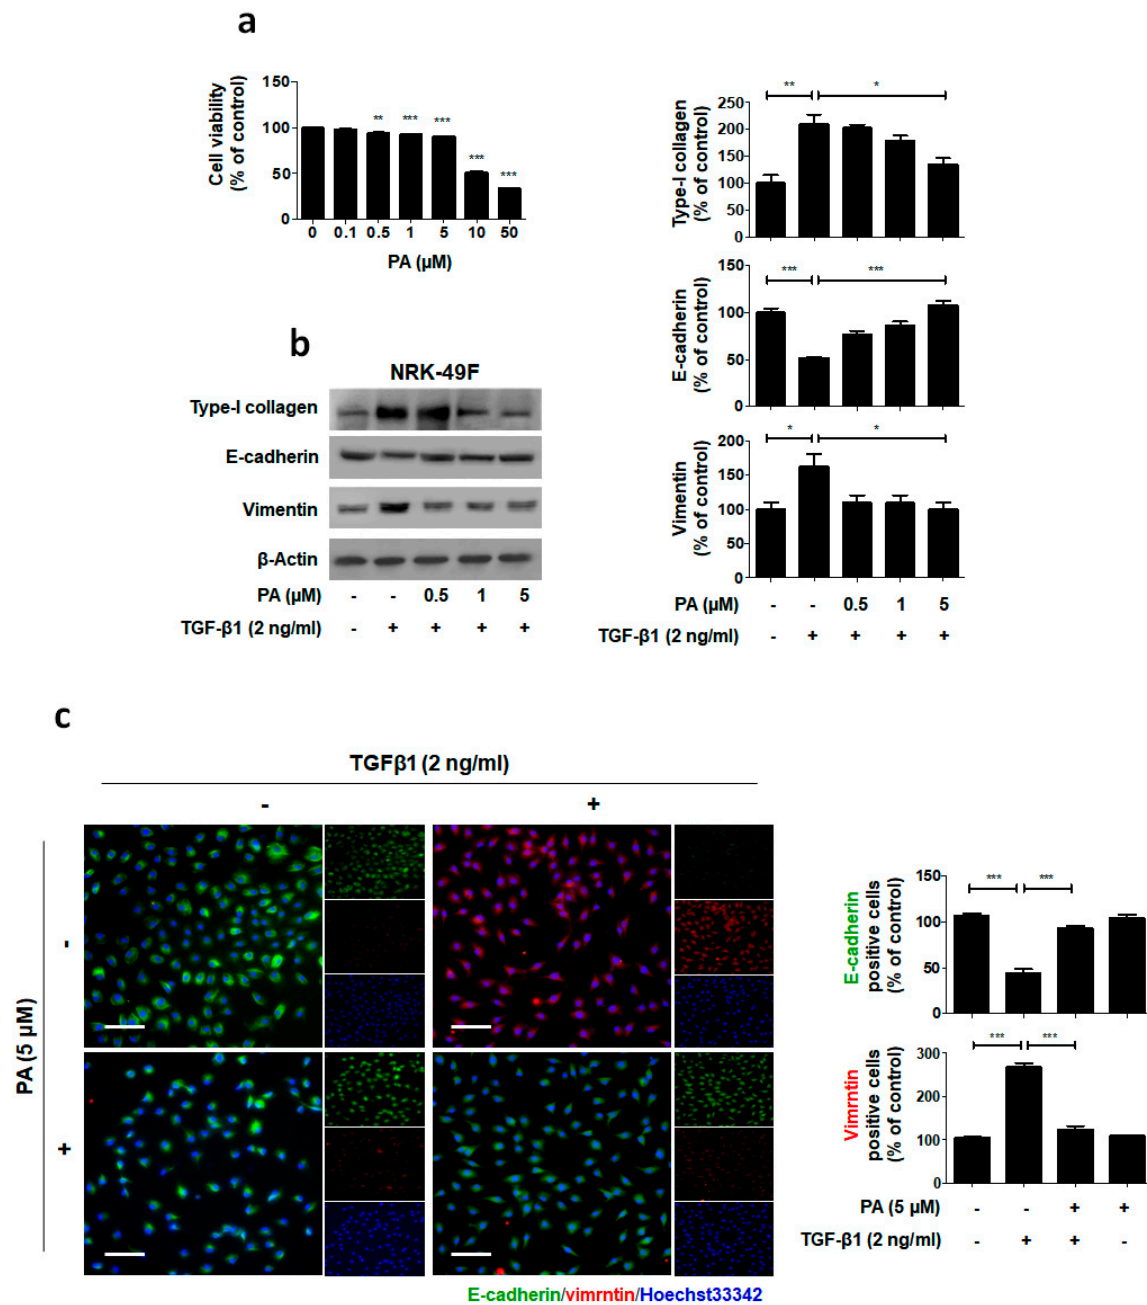 a
Cell viability
(% of control)
150
100
50
0
** *** *** *** ***
0 0.1 0.5 1 5 10 50
PA (µM)
b
NRK-49F
Type-I collagen
E-cadherin
Vimentin
β-Actin
PA (µM) - - 0.5 1 5
TGF-β1 (2 ng/ml) - + + + +
Type-I collagen
(% of control)
** *
250
200
150
100
50
0
E-cadherin
(% of control)
*** ***
150
100
50
0
Vimentin
(% of control)
* *
200
150
100
50
0
PA (µM) - - 0.5 1 5
TGF-β1 (2 ng/ml) - + + + +
c
TGFβ1 (2 ng/ml)
- +
PA (5 µM)
-
+
E-cadherin/vimrntin/Hoechst33342
E-cadherin
positive cells
(% of control)
*** ***
150
100
50
0
Vimrntin
positive cells
(% of control)
*** ***
300
200
100
0
PA (5 µM) - - + +
TGF-β1 (2 ng/ml) - + + -